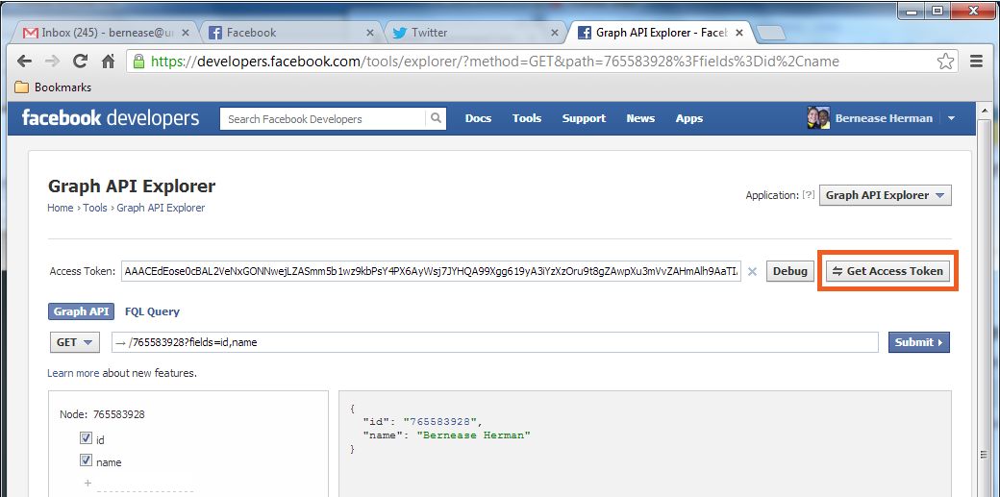 Inbox (245) - bernease@u
Facebook
Twitter
Graph API Explorer - Faceb
https://developers.facebook.com/tools/explorer/?method=GET&path=765583928%3Ffields%3Did%2Cname
Bookmarks
facebook developers
Search Facebook Developers
Docs
Tools
Support
News
Apps
Bernease Herman
Graph API Explorer
Home › Tools › Graph API Explorer
Application: [?]
Graph API Explorer
Access Token:
Debug
Get Access Token
Graph API
FQL Query
GET
→ /765583928?fields=id,name
Submit
Learn more about new features.
Node: 765583928
id
name
+
{
"id": "765583928",
"name": "Bernease Herman"
}